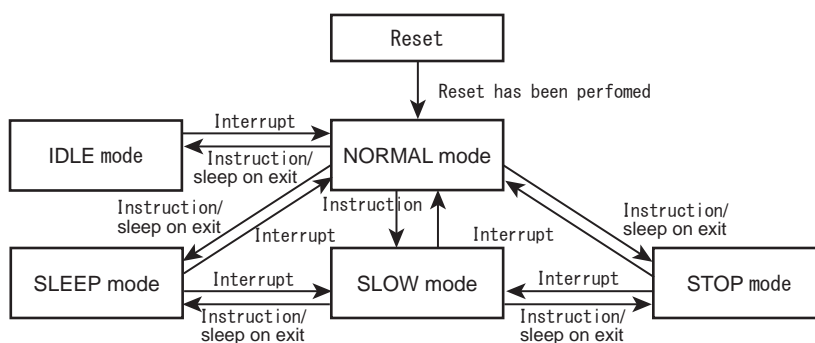 Reset
Reset has been perfomed
Interrupt
IDLE mode
NORMAL mode
Instruction/
sleep on exit
Instruction/
sleep on exit
Instruction
Instruction/
sleep on exit
Interrupt
Interrupt
SLEEP mode
Interrupt
SLOW mode
Interrupt
STOP mode
Instruction/
sleep on exit
Instruction/
sleep on exit